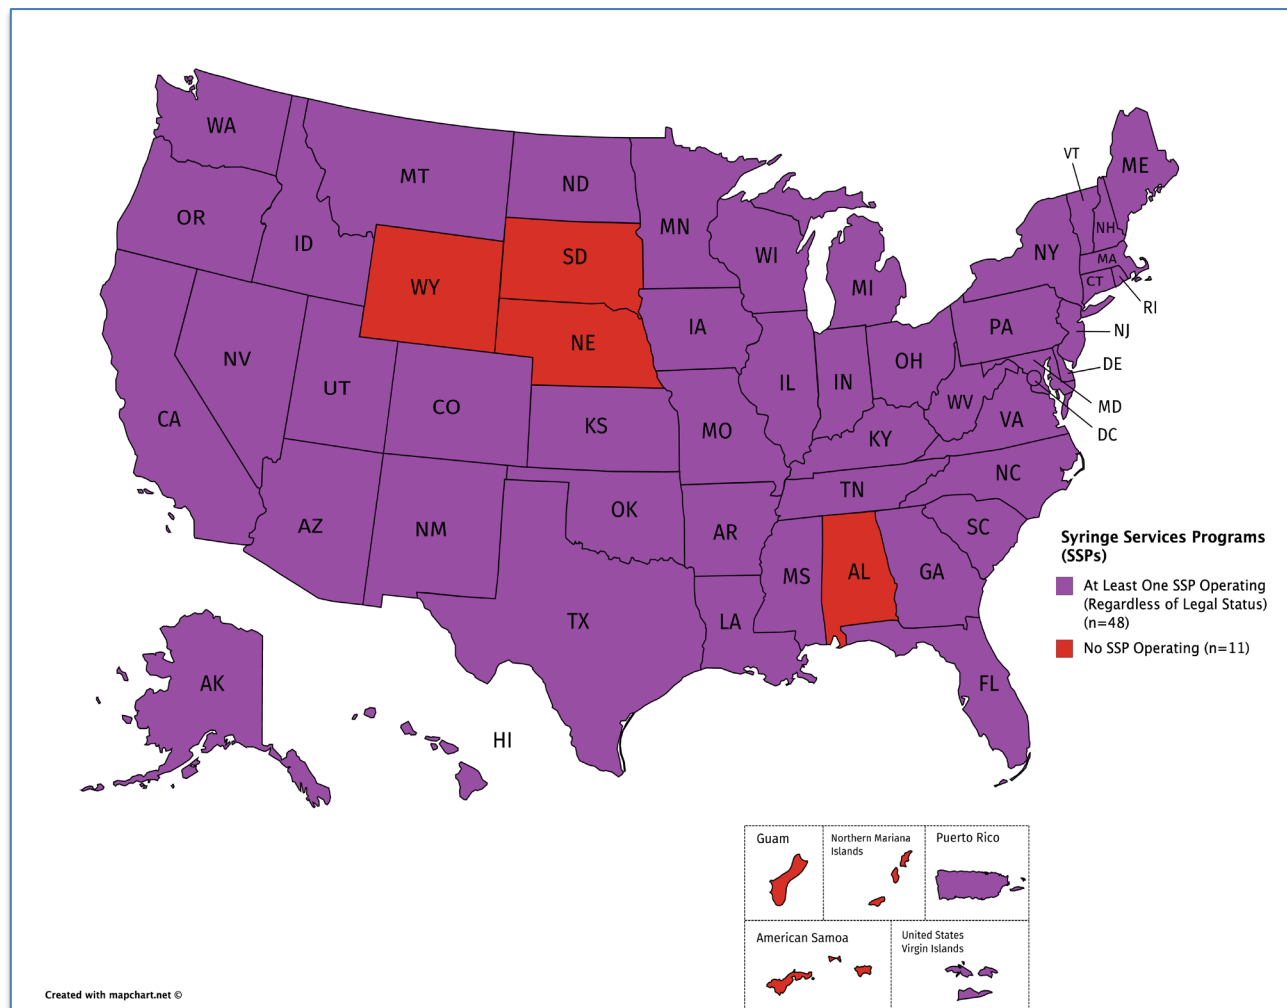 WA
MT
ND
MN
OR
ID
WY
SD
WI
MI
VT
ME
NH
NY
MA
CT
RI
NE
IA
PA
NJ
NV
UT
CO
IL
IN
OH
DE
MD
DC
CA
KS
MO
WV
VA
KY
AZ
NM
OK
AR
TN
NC
SC
MS
AL
GA
TX
LA
FL
AK
HI
Syringe Services Programs
(SSPs)
At Least One SSP Operating
(Regardless of Legal Status)
(n=48)
No SSP Operating (n=11)
Guam
Northern Mariana
Islands
Puerto Rico
American Samoa
United States
Virgin Islands
Created with mapchart.net ©